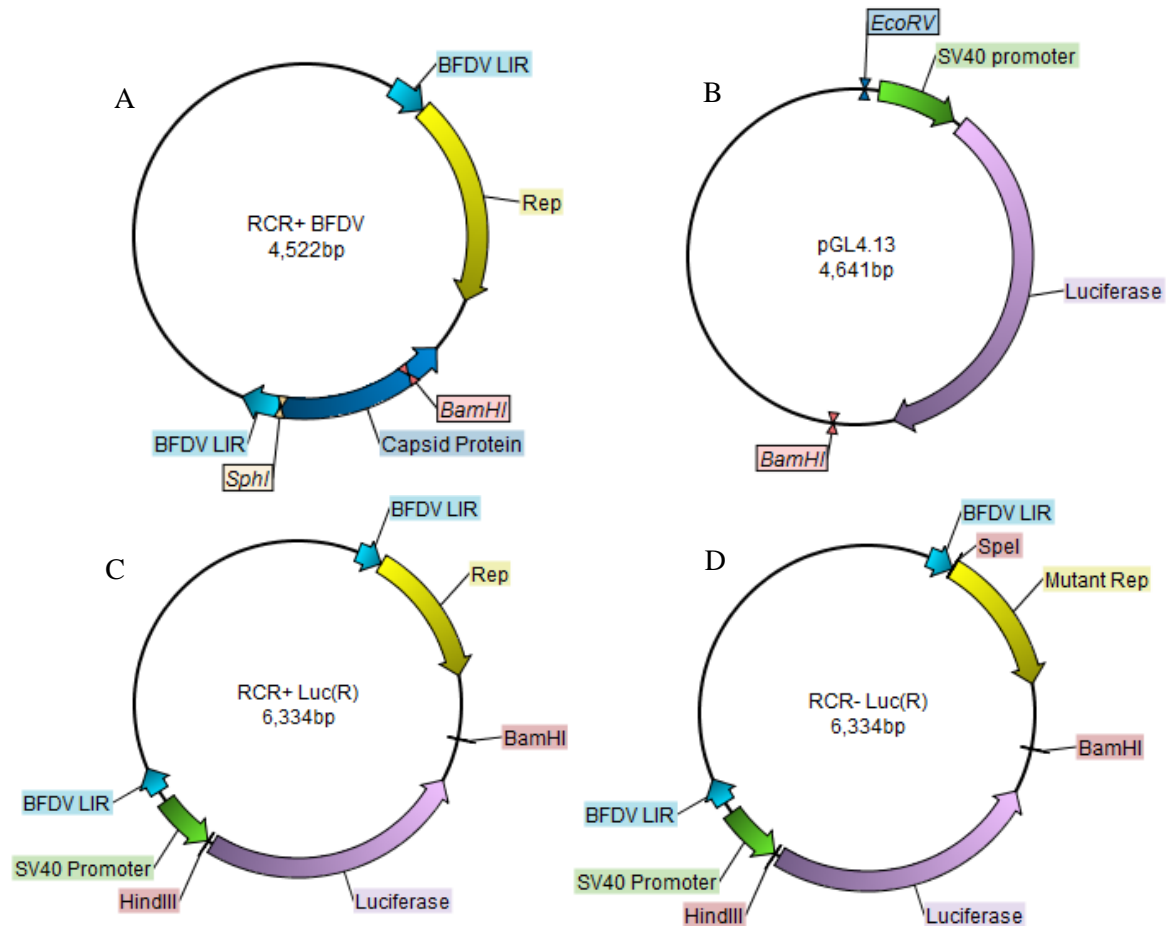 A
BFDV LIR
Rep
RCR+ BFDV
4,522bp
BamHI
BFDV LIR
Capsid Protein
SphI
B
EcoRV
SV40 promoter
pGL4.13
4,641bp
Luciferase
BamHI
C
BFDV LIR
Rep
RCR+ Luc(R)
6,334bp
BamHI
BFDV LIR
SV40 Promoter
HindIII
Luciferase
D
BFDV LIR
SpeI
Mutant Rep
RCR- Luc(R)
6,334bp
BamHI
BFDV LIR
SV40 Promoter
HindIII
Luciferase